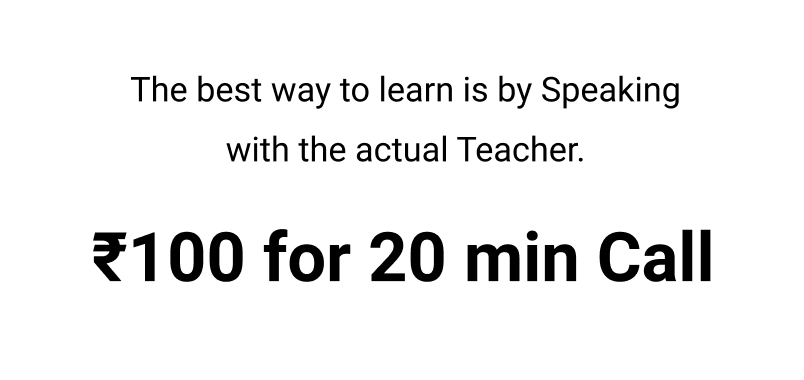 The best way to learn is by Speaking
with the actual Teacher.
₹100 for 20 min Call